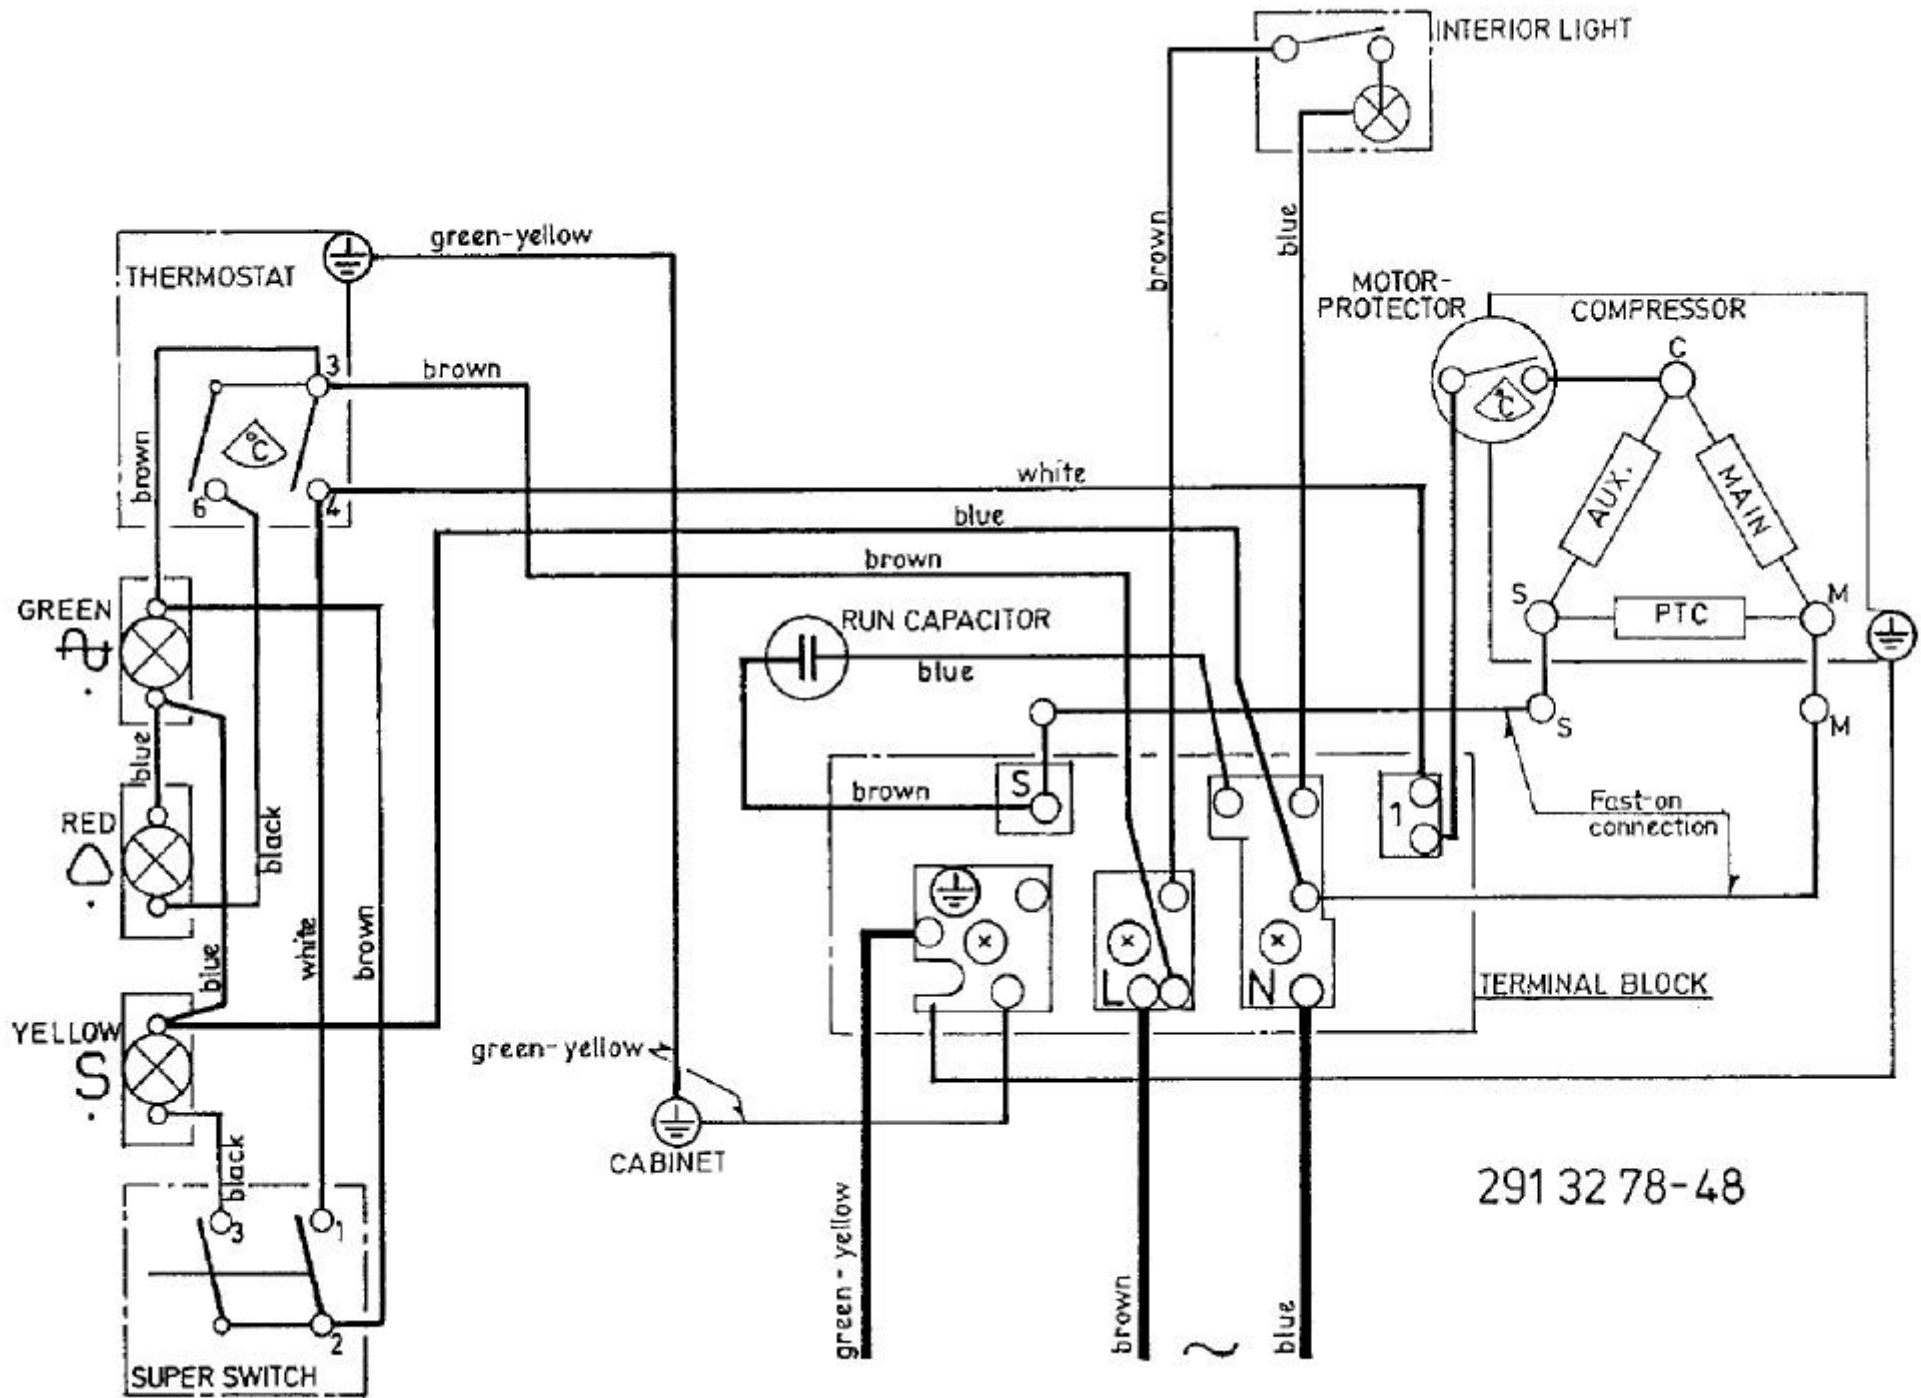 INTERIOR LIGHT
brown
blue
green-yellow
THERMOSTAT
MOTOR-
PROTECTOR
COMPRESSOR
C
3
brown
°C
°C
brown
AUX.
MAIN
white
6
4
blue
brown
S
PTC
M
GREEN
RUN CAPACITOR
blue
S
M
blue
S
brown
1
Fast-on
connection
RED
black
white
brown
blue
L
N
TERMINAL BLOCK
YELLOW
S
green-yellow
CABINET
black
3
1
2
SUPER SWITCH
green-yellow
brown
~
blue
291 32 78-48